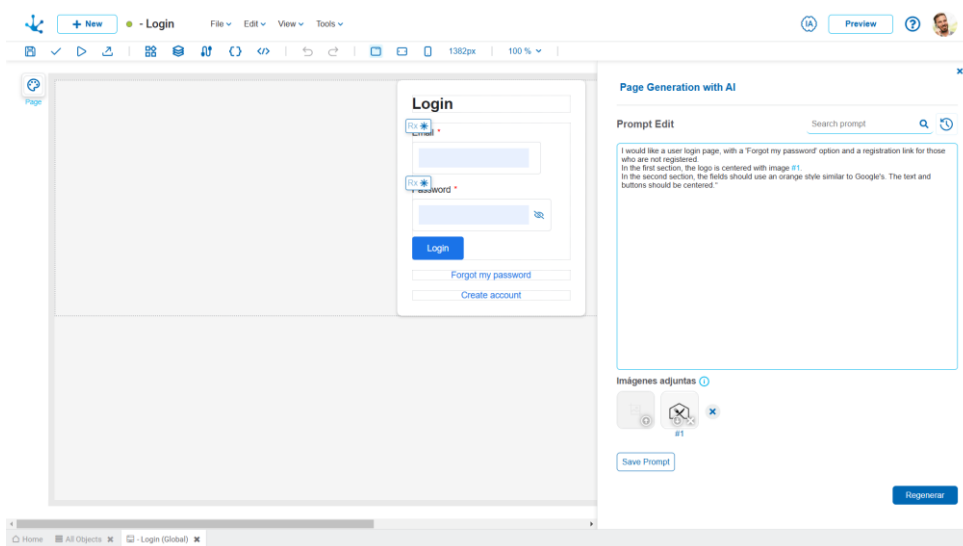 + New
- Login
File
Edit
View
Tools
IA
Preview
?
1382px
100 %
Page
Login
Rx
Email *
Rx
Password *
Login
Forgot my password
Create account
Page Generation with AI
Prompt Edit
Search prompt
I would like a user login page, with a 'Forgot my password' option and a registration link for those
who are not registered.
In the first section, the logo is centered with image #1.
In the second section, the fields should use an orange style similar to Google's. The text and
buttons should be centered."
Imágenes adjuntas
#1
Save Prompt
Regenerar
Home
All Objects
- Login (Global)